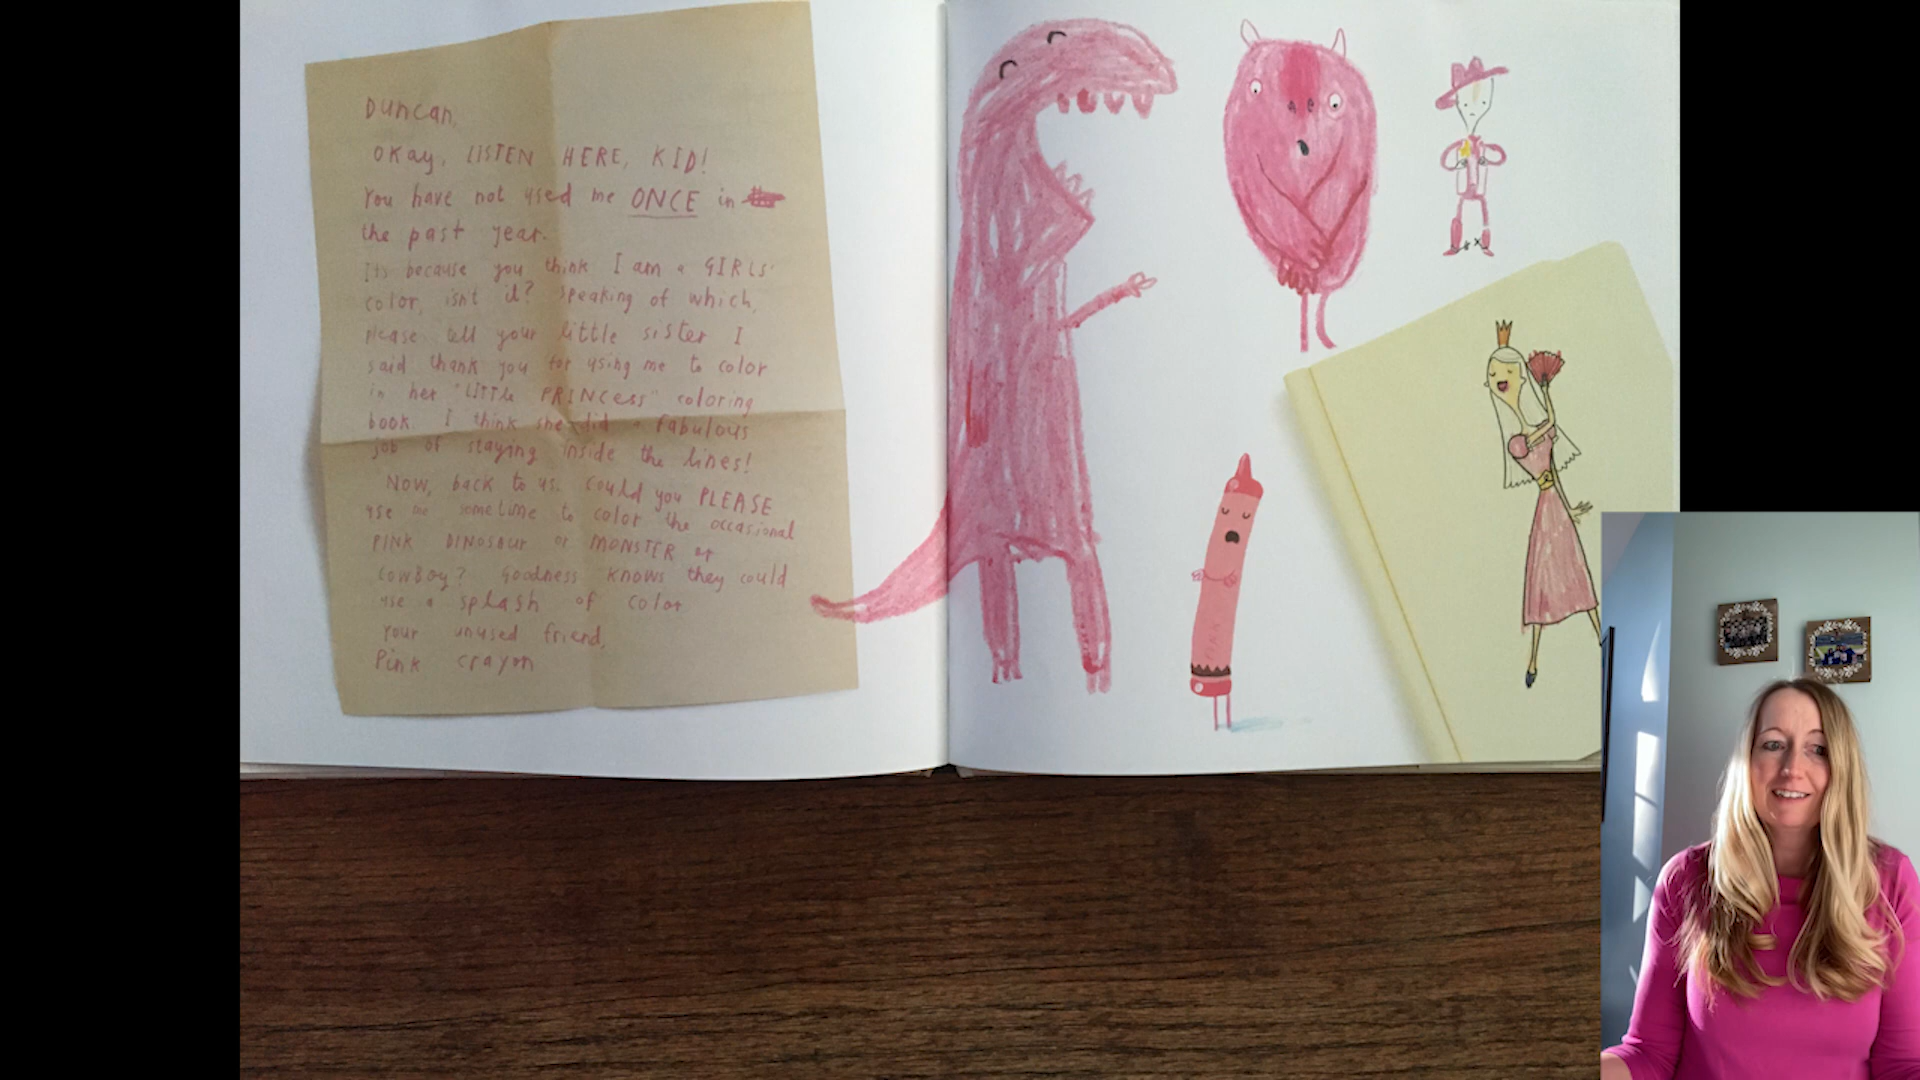 Duncan,
Okay, LISTEN HERE, KID!
You have not used me ONCE in
the past year.
Its because you think I am a GIRLS'
color, isn't it? Speaking of which,
please tell your little sister I
said thank you for using me to color
in her "LITTLE PRINCESS" coloring
book. I think she did a fabulous
job of staying inside the lines!
Now, back to us. Could you PLEASE
use me sometime to color the occasional
PINK DINOSAUR or MONSTER or
COWBOY? Goodness knows they could
use a splash of color
Your unused friend,
Pink crayon